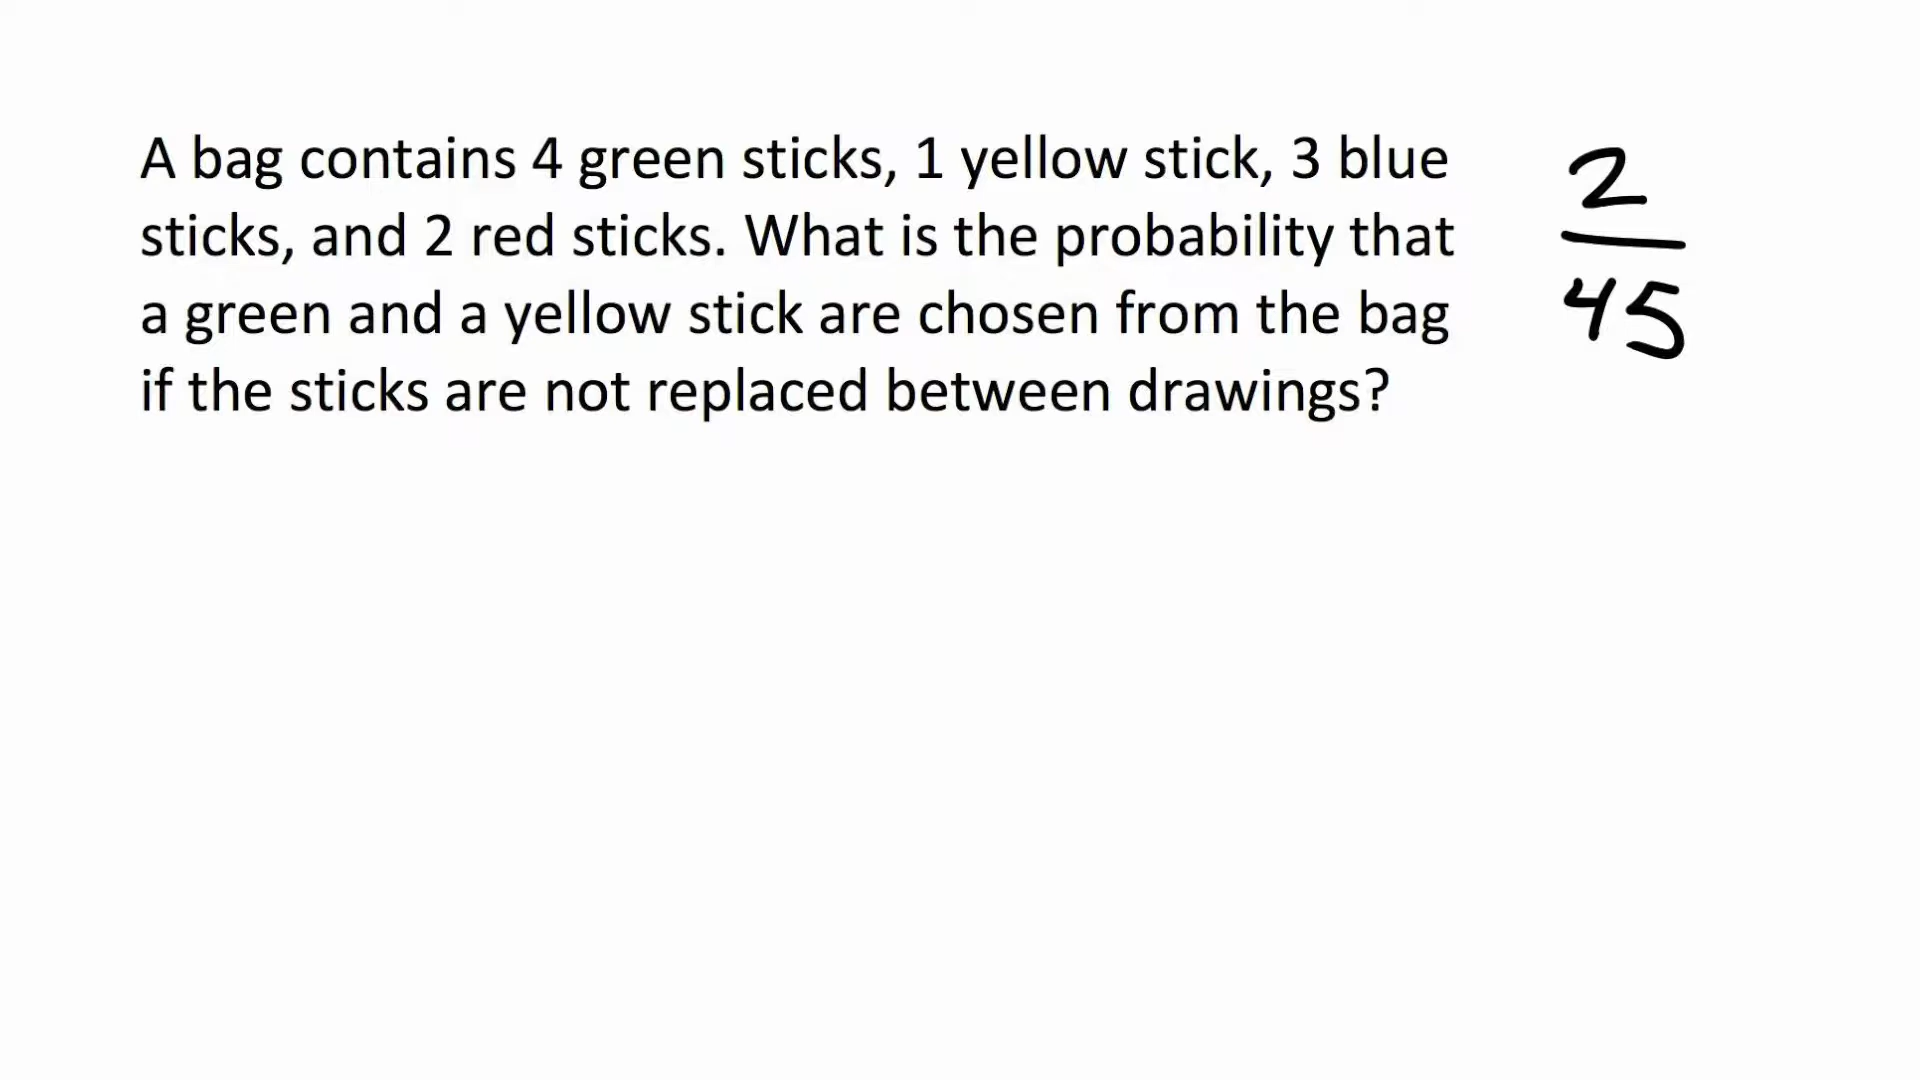 A bag contains 4 green sticks, 1 yellow stick, 3 blue
sticks, and 2 red sticks. What is the probability that
a green and a yellow stick are chosen from the bag
if the sticks are not replaced between drawings?
2
45